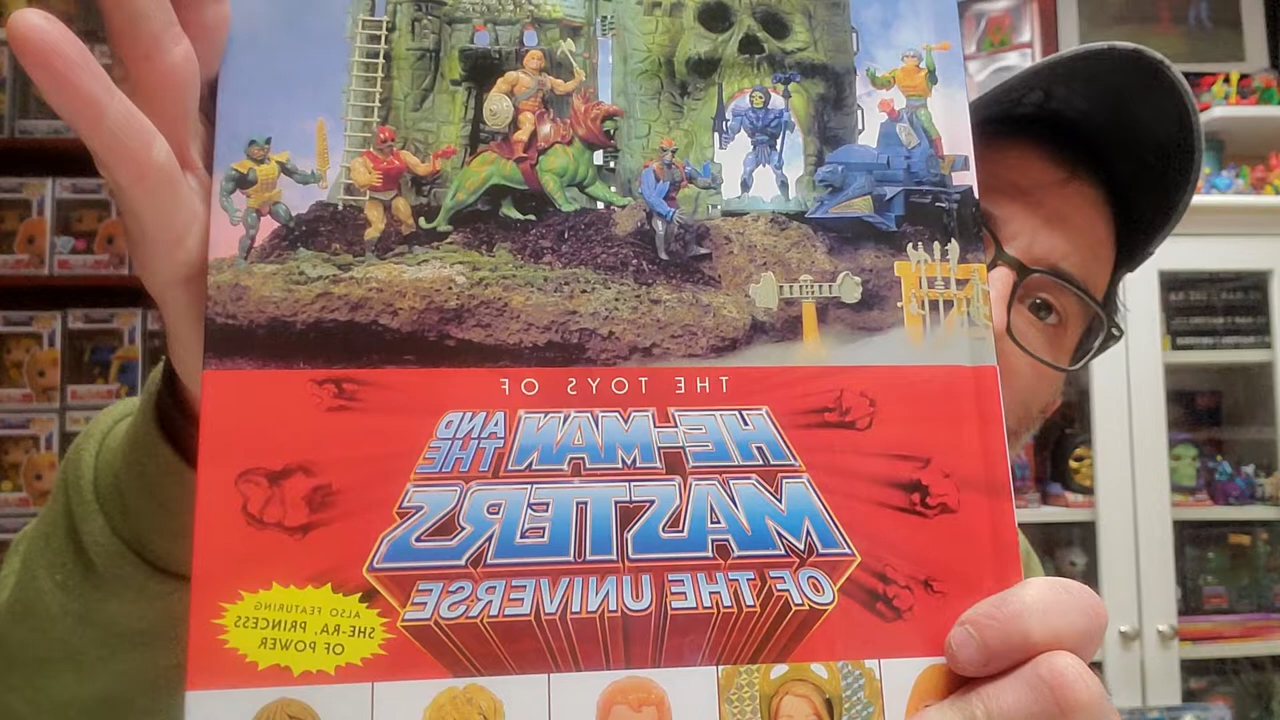 THE TOYS OF
HE-MAN AND THE
MASTERS
OF THE UNIVERSE
ALSO FEATURING
SHE-RA, PRINCESS
OF POWER